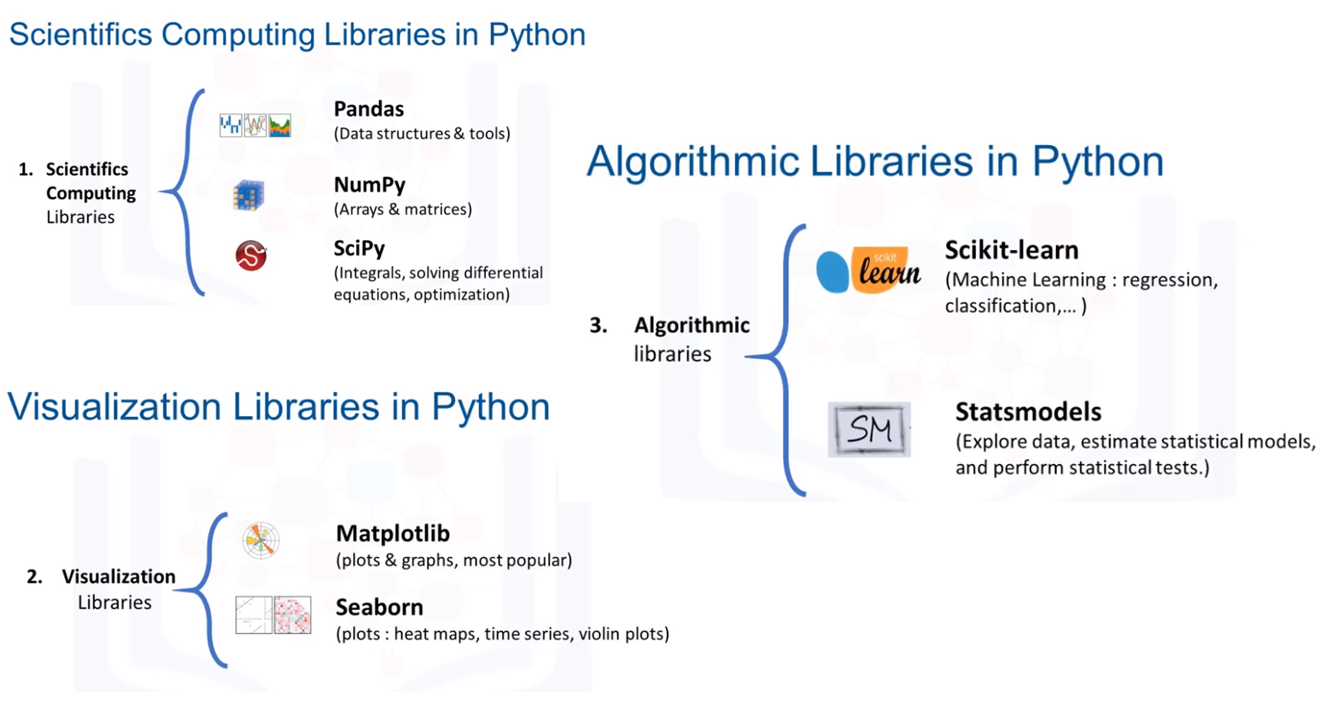 Scientifics Computing Libraries in Python
1. Scientifics
Computing
Libraries
Pandas
(Data structures & tools)
NumPy
(Arrays & matrices)
SciPy
(Integrals, solving differential
equations, optimization)
Visualization Libraries in Python
2. Visualization
Libraries
Matplotlib
(plots & graphs, most popular)
Seaborn
(plots : heat maps, time series, violin plots)
Algorithmic Libraries in Python
3. Algorithmic
libraries
scikit
learn
Scikit-learn
(Machine Learning : regression,
classification,... )
SM
Statsmodels
(Explore data, estimate statistical models,
and perform statistical tests.)